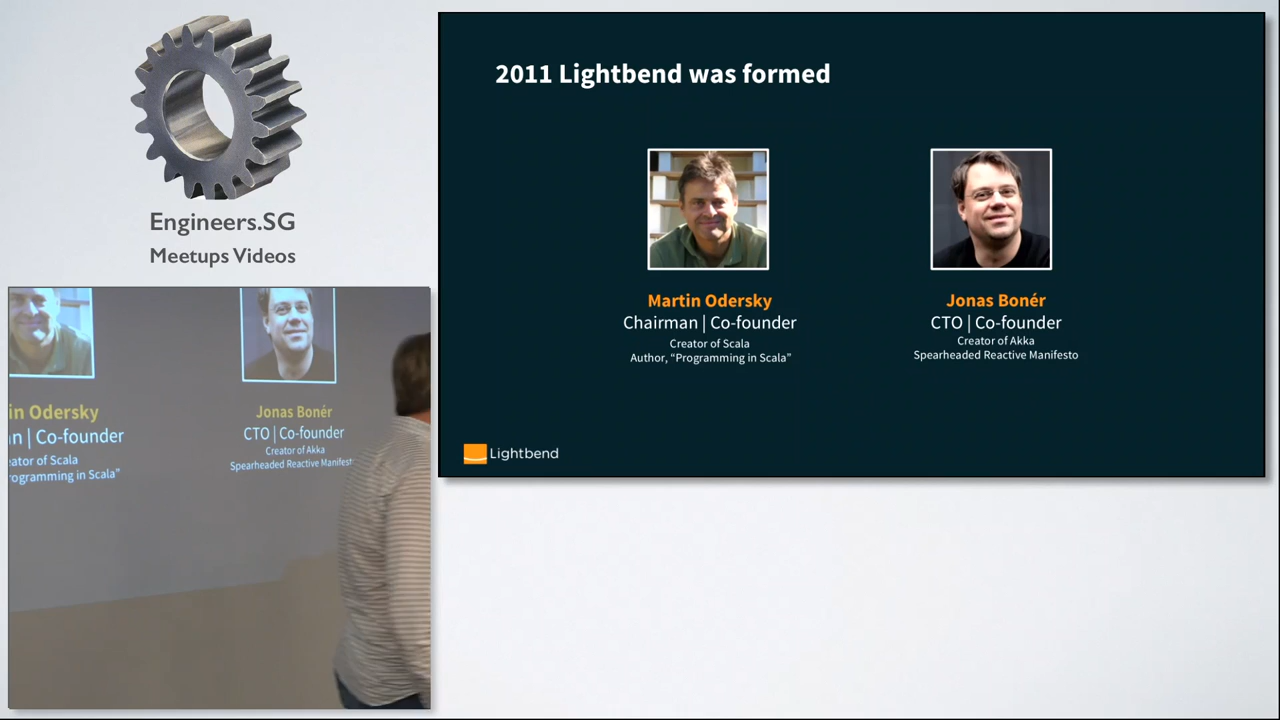 Engineers.SG
Meetups Videos
2011 Lightbend was formed
Martin Odersky
Chairman | Co-founder
Creator of Scala
Author, “Programming in Scala”
Jonas Bonér
CTO | Co-founder
Creator of Akka
Spearheaded Reactive Manifesto
Lightbend
in Odersky
n | Co-founder
ator of Scala
ogramming in Scala”
Jonas Bonér
CTO | Co-founder
Creator of Akka
Spearheaded Reactive Manifest